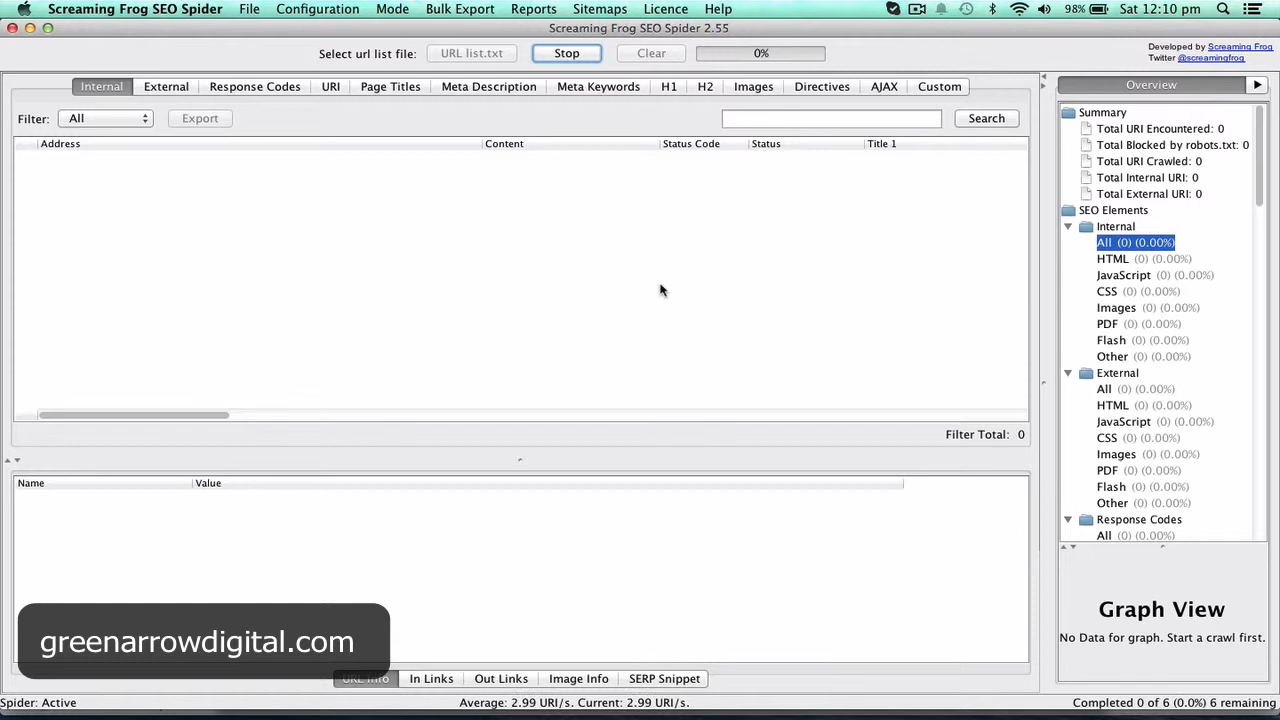 Screaming Frog SEO Spider File Configuration Mode Bulk Export Reports Sitemaps Licence Help 98% Sat 12:10 pm
Screaming Frog SEO Spider 2.55
Select url list file: URL list.txt Stop Clear 0%
Developed by Screaming Frog
Twitter @screamingfrog
Internal External Response Codes URI Page Titles Meta Description Meta Keywords H1 H2 Images Directives AJAX Custom
Filter: All Export Search
Address Content Status Code Status Title 1
Filter Total: 0
Name Value
greenarrowdigital.com
URL Info In Links Out Links Image Info SERP Snippet
Overview
Summary
Total URI Encountered: 0
Total Blocked by robots.txt: 0
Total URI Crawled: 0
Total Internal URI: 0
Total External URI: 0
SEO Elements
Internal
All (0) (0.00%)
HTML (0) (0.00%)
JavaScript (0) (0.00%)
CSS (0) (0.00%)
Images (0) (0.00%)
PDF (0) (0.00%)
Flash (0) (0.00%)
Other (0) (0.00%)
External
All (0) (0.00%)
HTML (0) (0.00%)
JavaScript (0) (0.00%)
CSS (0) (0.00%)
Images (0) (0.00%)
PDF (0) (0.00%)
Flash (0) (0.00%)
Other (0) (0.00%)
Response Codes
All (0) (0.00%)
Graph View
No Data for graph. Start a crawl first.
Spider: Active Average: 2.99 URI/s. Current: 2.99 URI/s. Completed 0 of 6 (0.0%) 6 remaining